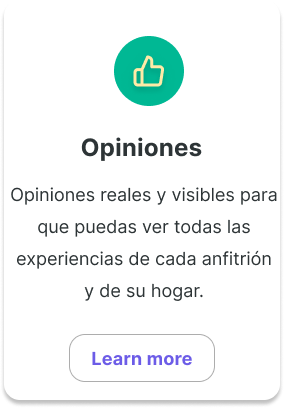 Opiniones
Opiniones reales y visibles para
que puedas ver todas las
experiencias de cada anfitrión
y de su hogar.
Learn more